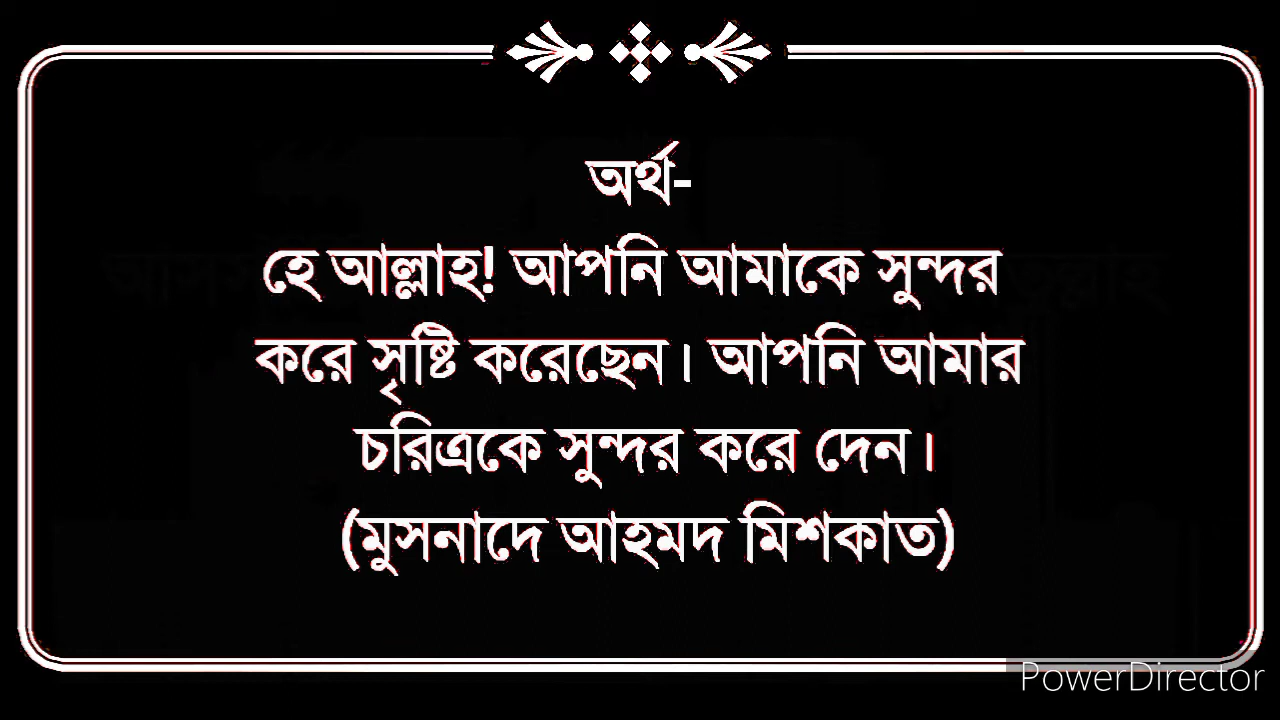 অর্থ-
হে আল্লাহ! আপনি আমাকে সুন্দর
করে সৃষ্টি করেছেন। আপনি আমার
চরিত্রকে সুন্দর করে দেন।
(মুসনাদে আহমদ মিশকাত)
PowerDirector